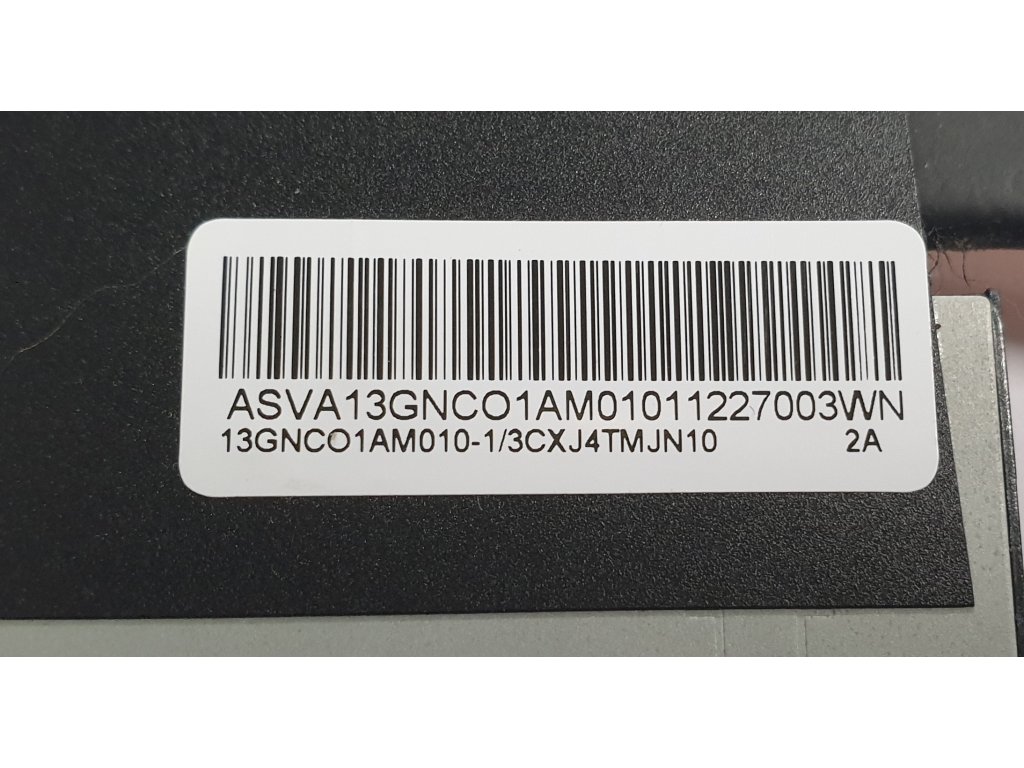 ASVA13GNCO1AM01011227003WN
13GNCO1AM010-1/3CXJ4TMJN10 2A